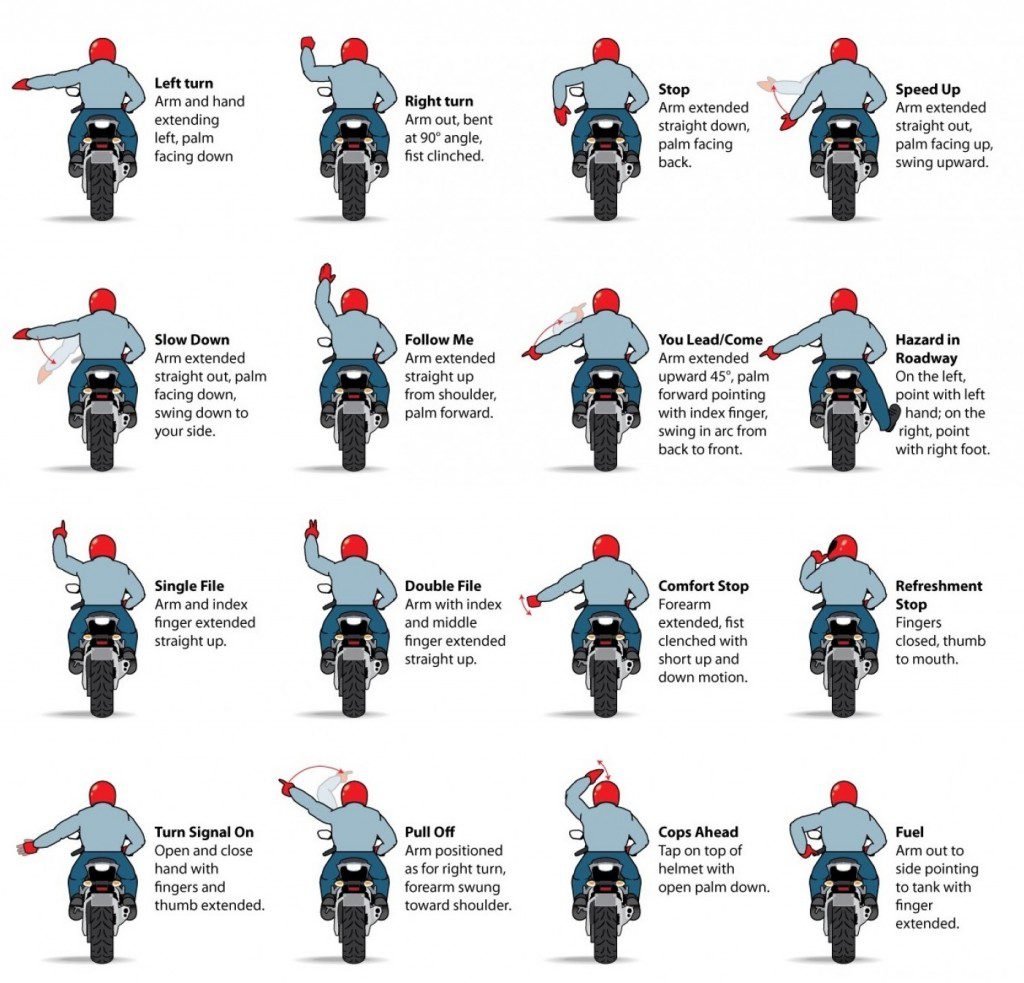 Left turn
Arm and hand
extending
left, palm
facing down
Right turn
Arm out, bent
at 90° angle,
fist clinched.
Stop
Arm extended
straight down,
palm facing
back.
Speed Up
Arm extended
straight out,
palm facing up,
swing upward.
Slow Down
Arm extended
straight out, palm
facing down,
swing down to
your side.
Follow Me
Arm extended
straight up
from shoulder,
palm forward.
You Lead/Come
Arm extended
upward 45°, palm
forward pointing
with index finger,
swing in arc from
back to front.
Hazard in
Roadway
On the left,
point with left
hand; on the
right, point
with right foot.
Single File
Arm and index
finger extended
straight up.
Double File
Arm with index
and middle
finger extended
straight up.
Comfort Stop
Forearm
extended, fist
clenched with
short up and
down motion.
Refreshment
Stop
Fingers
closed, thumb
to mouth.
Turn Signal On
Open and close
hand with
fingers and
thumb extended.
Pull Off
Arm positioned
as for right turn,
forearm swung
toward shoulder.
Cops Ahead
Tap on top of
helmet with
open palm down.
Fuel
Arm out to
side pointing
to tank with
finger
extended.